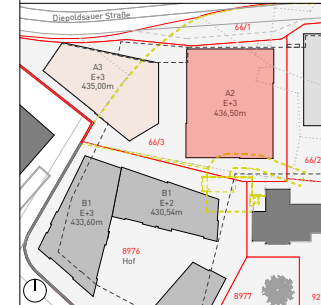 Diepoldsauer Straße
66/1
A3
E+3
435,00m
A2
E+3
436,50m
66/3
66/2
B1
E+3
433,60m
B1
E+2
430,54m
8976
Hof
8977
92